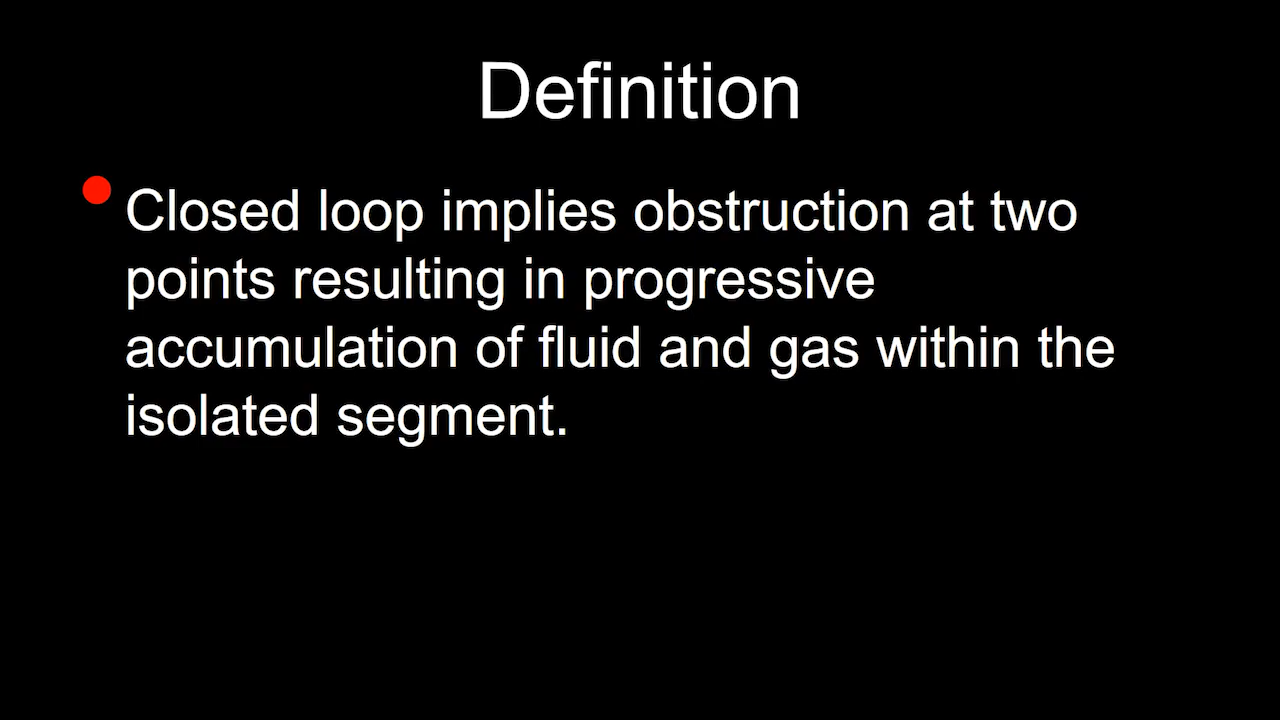 Definition
Closed loop implies obstruction at two
points resulting in progressive
accumulation of fluid and gas within the
isolated segment.